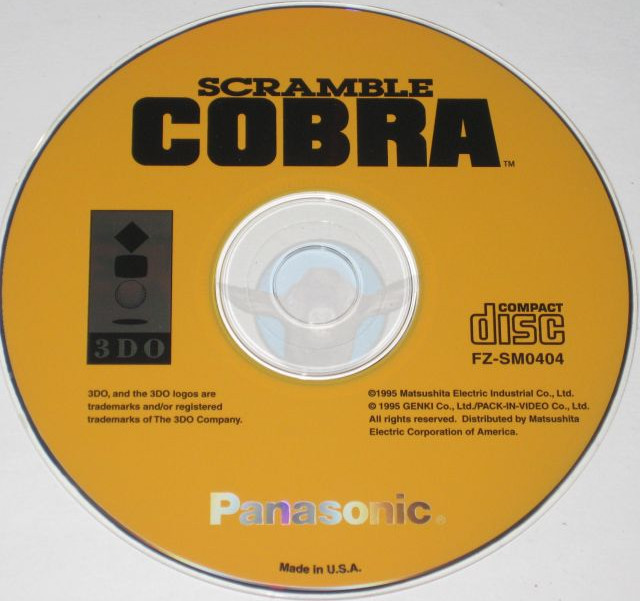 SCRAMBLE
COBRA™
3DO
COMPACT
disc
FZ-SM0404
3DO, and the 3DO logos are
trademarks and/or registered
trademarks of The 3DO Company.
©1995 Matsushita Electric Industrial Co., Ltd.
© 1995 GENKI Co., Ltd./PACK-IN-VIDEO Co., Ltd.
All rights reserved. Distributed by Matsushita
Electric Corporation of America.
Panasonic®
Made in U.S.A.